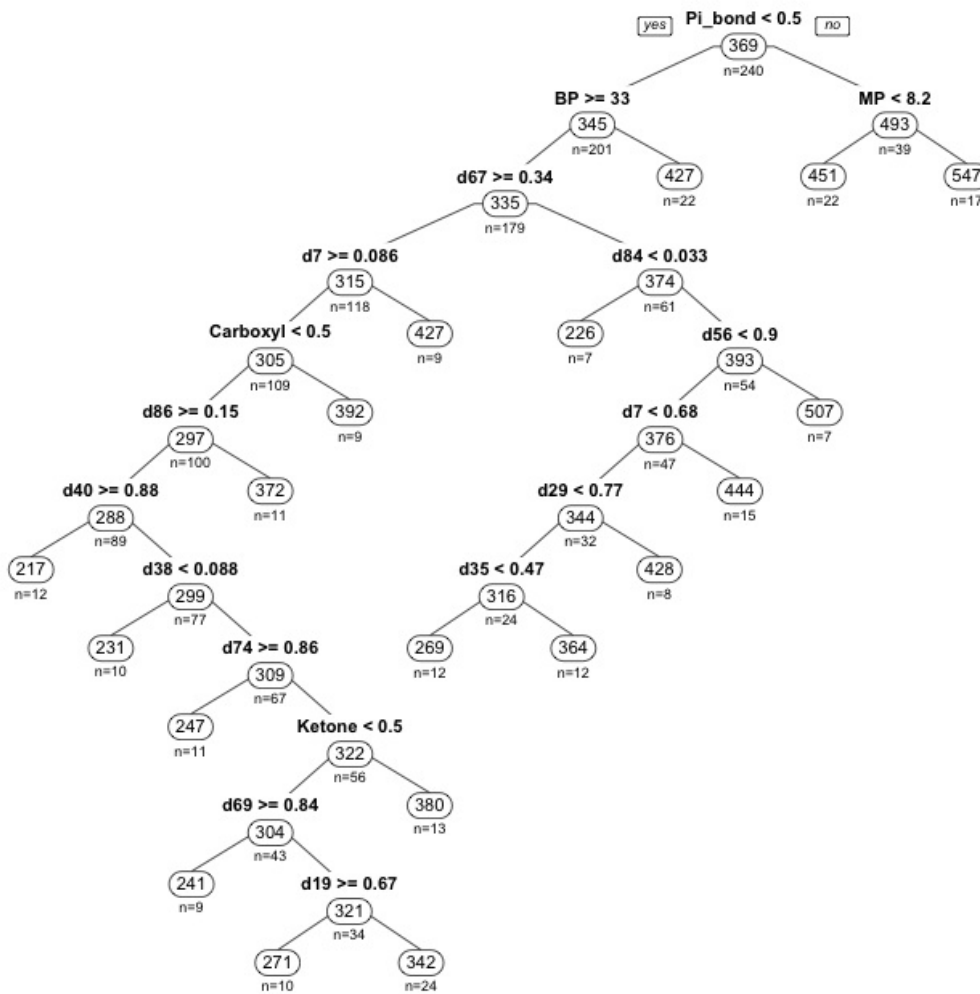 Pi_bond < 0.5
yes
no
369
n=240
BP >= 33
MP < 8.2
345
n=201
493
n=39
d67 >= 0.34
427
n=22
451
n=22
547
n=17
335
n=179
d7 >= 0.086
d84 < 0.033
315
n=118
374
n=61
Carboxyl < 0.5
427
n=9
226
n=7
d56 < 0.9
305
n=109
393
n=54
d86 >= 0.15
392
n=9
d7 < 0.68
507
n=7
297
n=100
376
n=47
d40 >= 0.88
372
n=11
d29 < 0.77
444
n=15
288
n=89
344
n=32
217
n=12
d38 < 0.088
d35 < 0.47
428
n=8
299
n=77
316
n=24
231
n=10
d74 >= 0.86
269
n=12
364
n=12
309
n=67
247
n=11
Ketone < 0.5
322
n=56
d69 >= 0.84
380
n=13
304
n=43
241
n=9
d19 >= 0.67
321
n=34
271
n=10
342
n=24